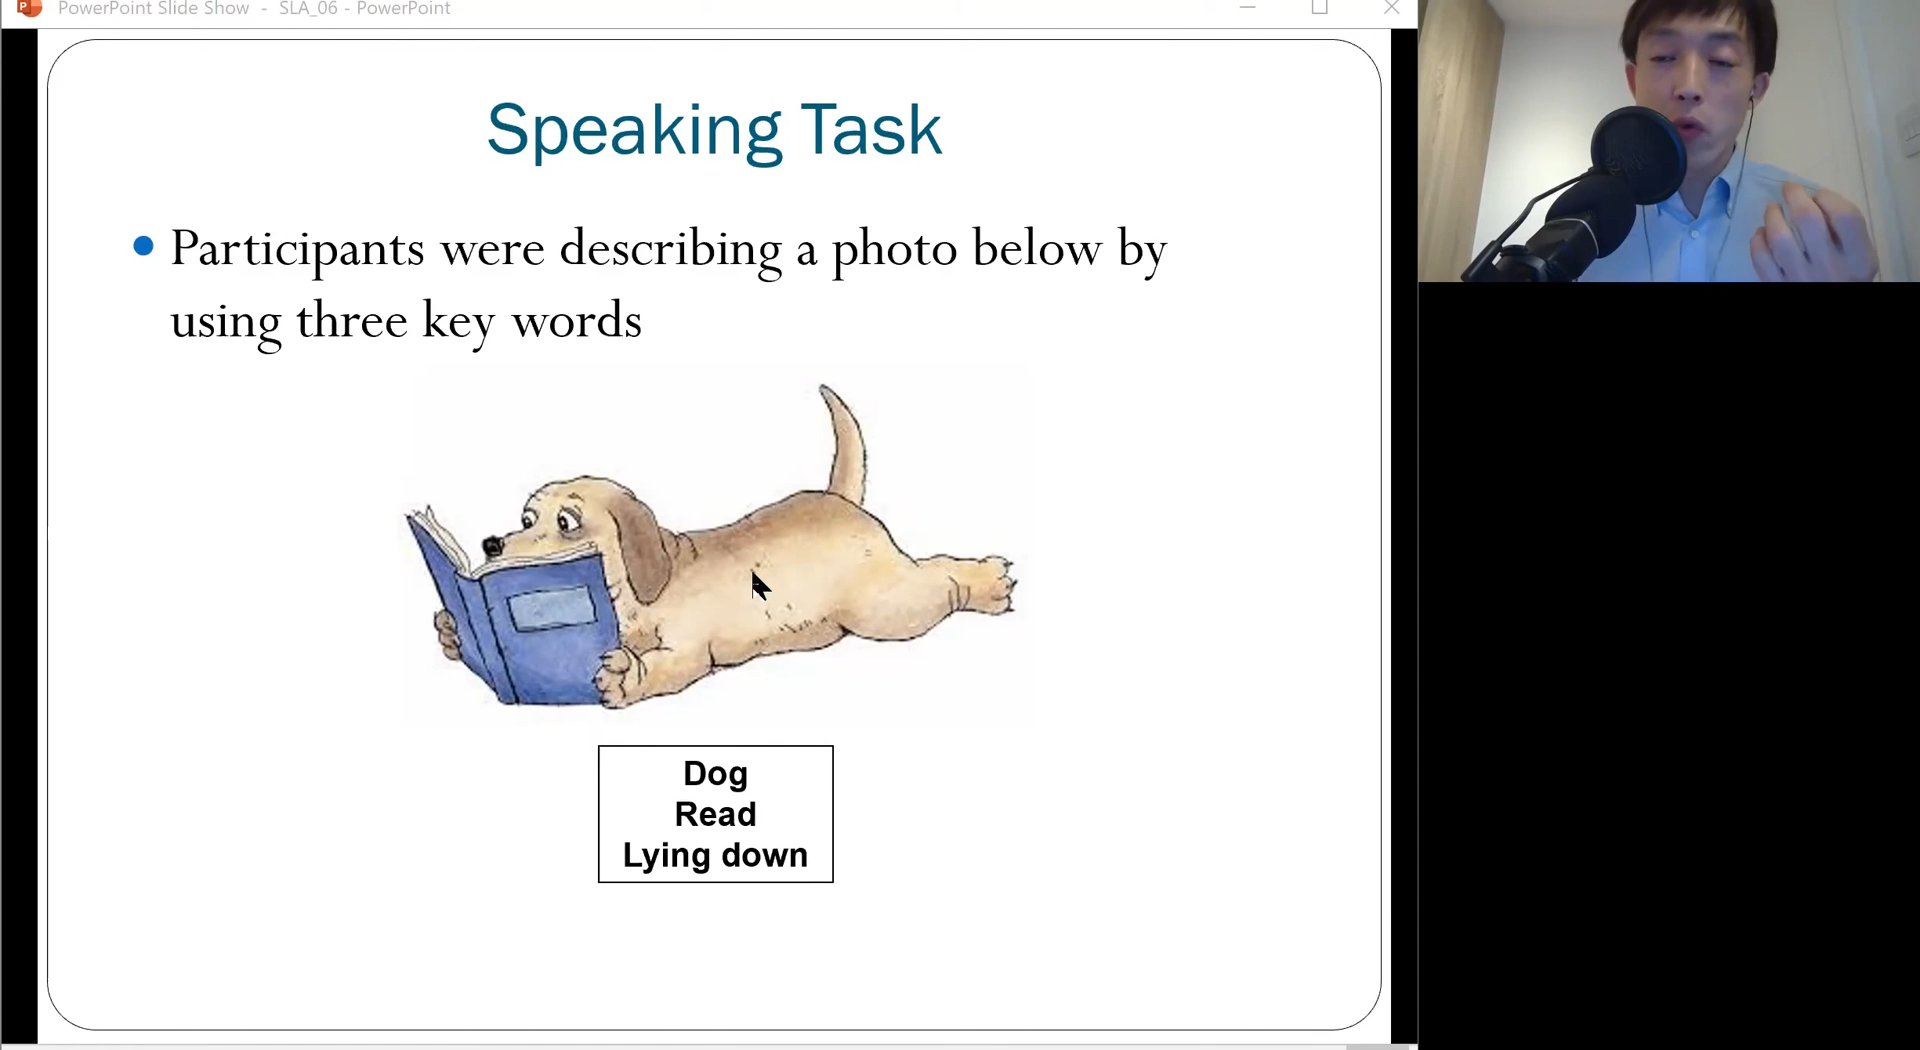 PowerPoint Slide Show - SLA_06 - PowerPoint
Speaking Task
Participants were describing a photo below by
using three key words
Dog
Read
Lying down